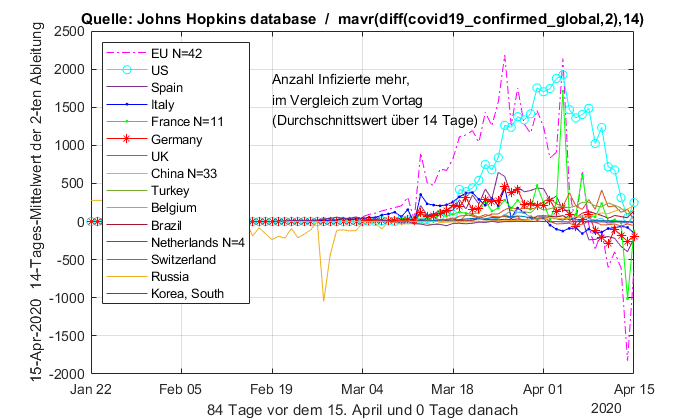 Quelle: Johns Hopkins database / mavr(diff(covid19_confirmed_global,2),14)
15-Apr-2020 14-Tages-Mittelwert der 2-ten Ableitung
2500
2000
1500
1000
500
0
-500
-1000
-1500
-2000
EU N=42
US
Spain
Italy
France N=11
Germany
UK
China N=33
Turkey
Belgium
Brazil
Netherlands N=4
Switzerland
Russia
Korea, South
Anzahl Infizierte mehr,
im Vergleich zum Vortag
(Durchschnittswert über 14 Tage)
Jan 22 Feb 05 Feb 19 Mar 04 Mar 18 Apr 01 Apr 15
2020
84 Tage vor dem 15. April und 0 Tage danach